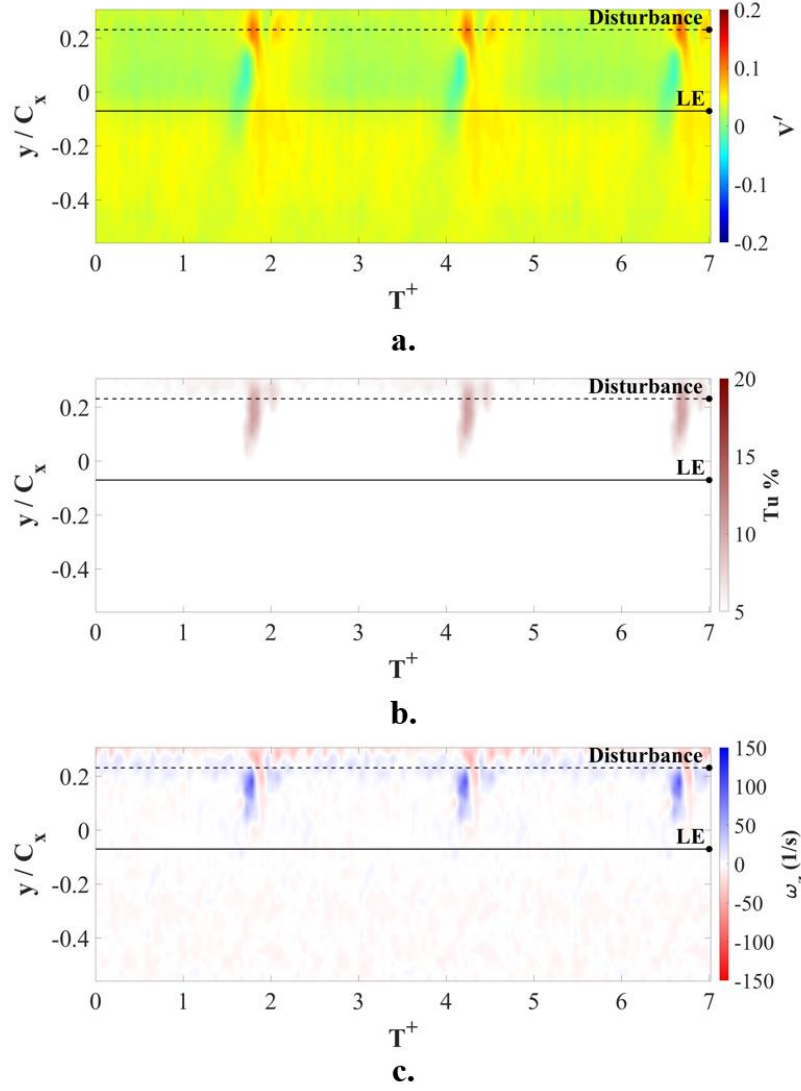 0.2
0
-0.2
-0.4
y / Cₓ
Disturbance
LE
0.2
0.1
0
-0.1
-0.2
V'
0 1 2 3 4 5 6 7
T⁺
a.
0.2
0
-0.2
-0.4
y / Cₓ
Disturbance
LE
20
15
10
5
Tu %
0 1 2 3 4 5 6 7
T⁺
b.
0.2
0
-0.2
-0.4
y / Cₓ
Disturbance
LE
150
100
50
0
-50
-100
-150
ω_z (1/s)
0 1 2 3 4 5 6 7
T⁺
c.